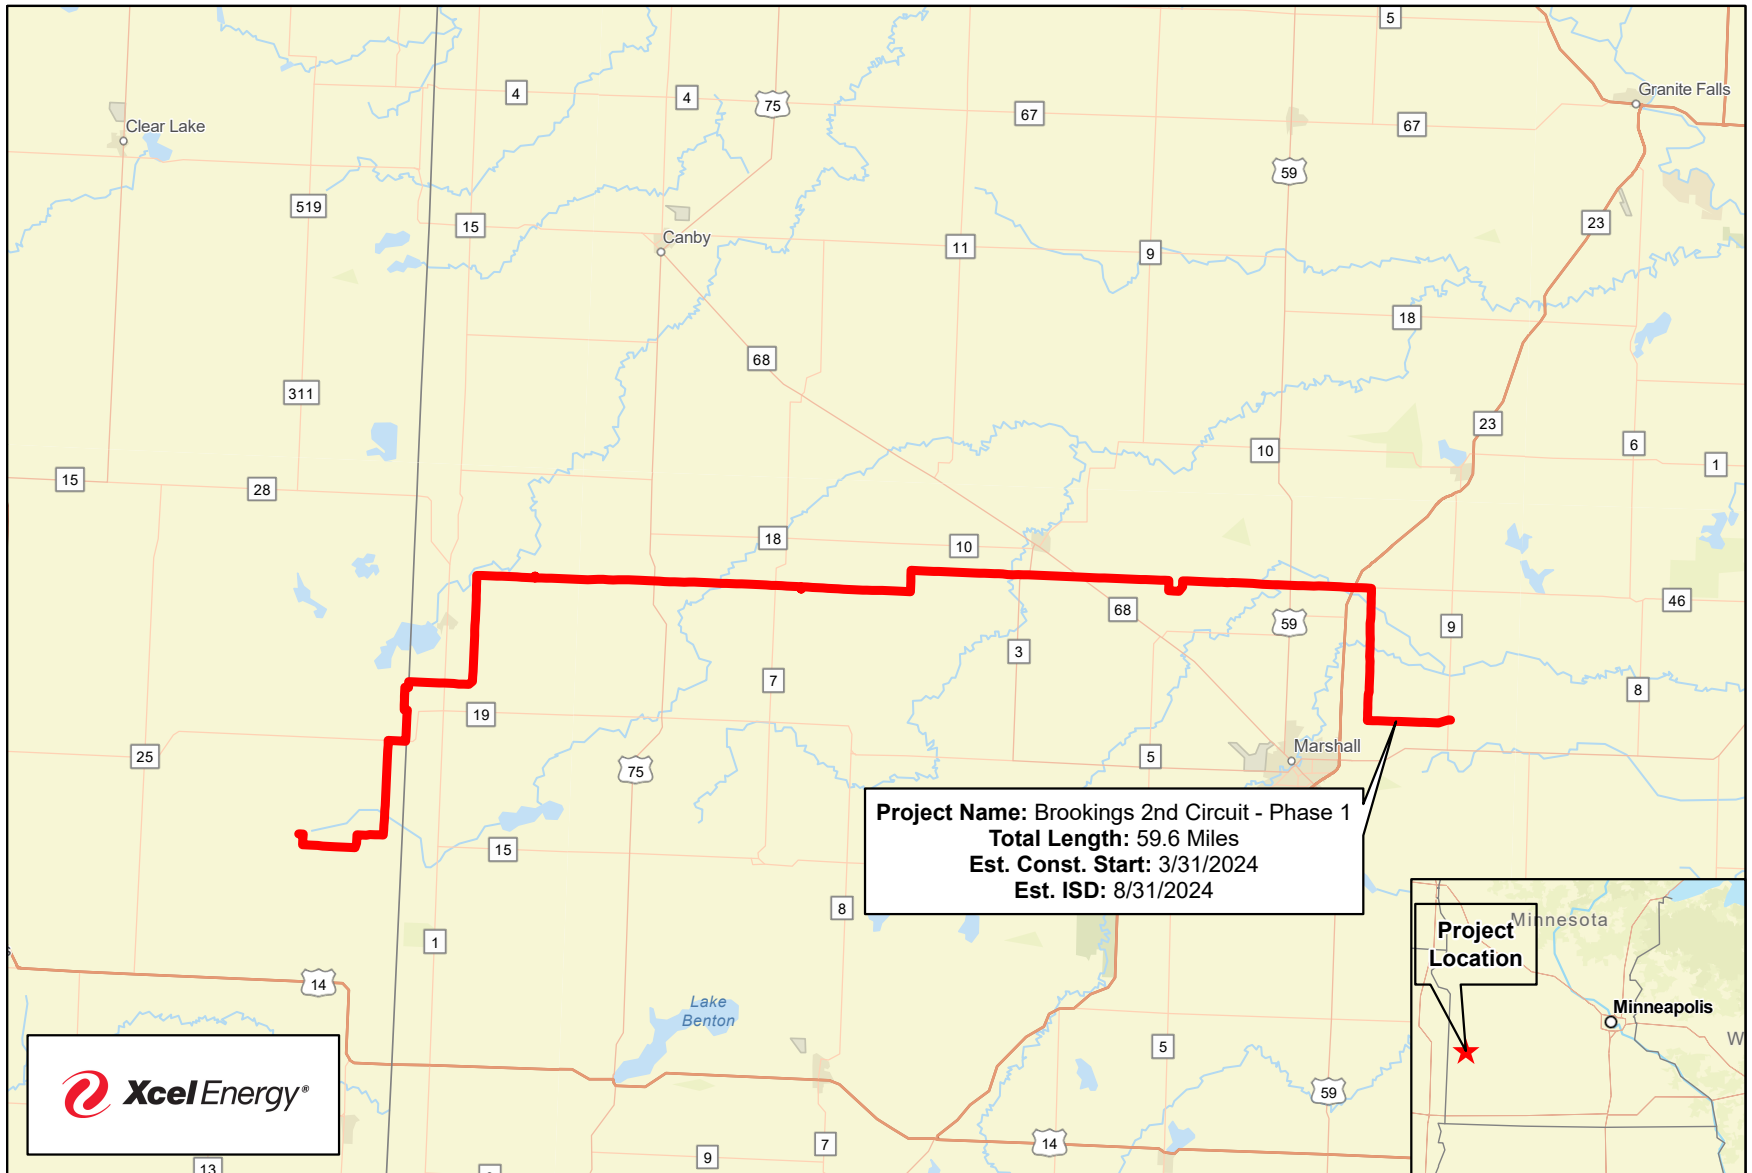 5
Granite Falls
4
4
75
67
67
Clear Lake
59
519
15
23
Canby
11
9
18
68
311
23
10
6
1
15
28
18
10
46
68
59
9
3
7
8
19
25
75
5
Marshall
Project Name: Brookings 2nd Circuit - Phase 1
Total Length: 59.6 Miles
Est. Const. Start: 3/31/2024
Est. ISD: 8/31/2024
15
8
1
14
Lake
Benton
5
59
14
7
9
13
Xcel Energy®
Minnesota
Project
Location
Minneapolis
W